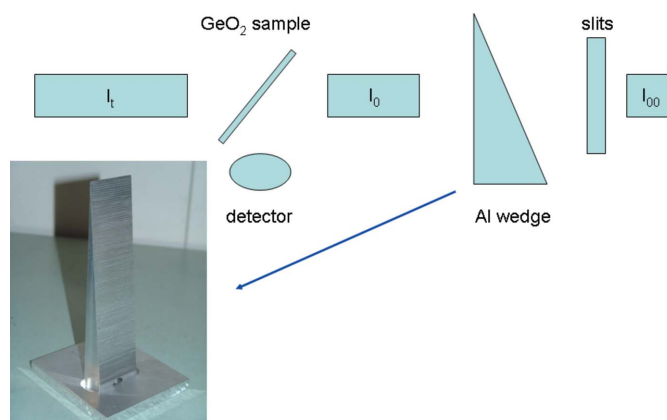 GeO₂ sample
slits
Iₜ
I₀
I₀₀
detector
Al wedge